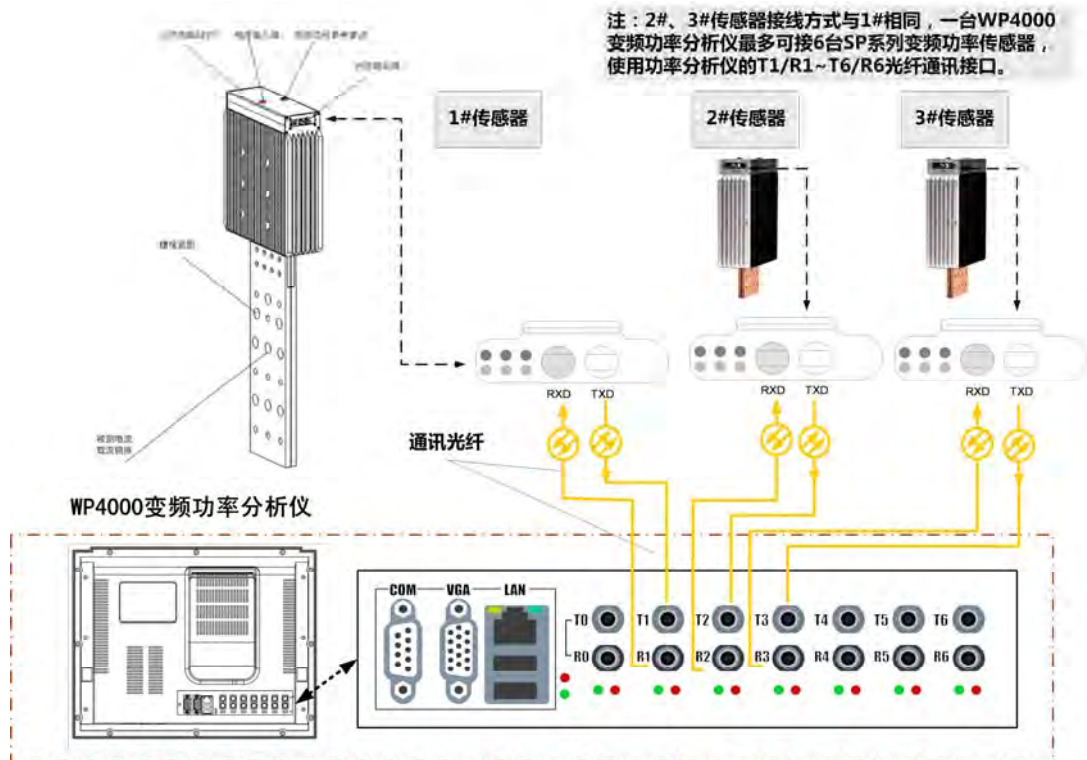 注：2#、3#传感器接线方式与1#相同，一台WP4000
变频功率分析仪最多可接6台SP系列变频功率传感器，
使用功率分析仪的T1/R1~T6/R6光纤通讯接口。
1#传感器
2#传感器
3#传感器
RXD TXD
RXD TXD
RXD TXD
通讯光纤
被测电流
WP4000变频功率分析仪
COM VGA LAN
T0 T1 T2 T3 T4 T5 T6
R0 R1 R2 R3 R4 R5 R6